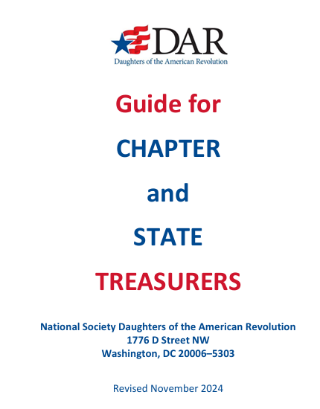 DAR
Daughters of the American Revolution
Guide for
CHAPTER
and
STATE
TREASURERS
National Society Daughters of the American Revolution
1776 D Street NW
Washington, DC 20006–5303
Revised November 2024